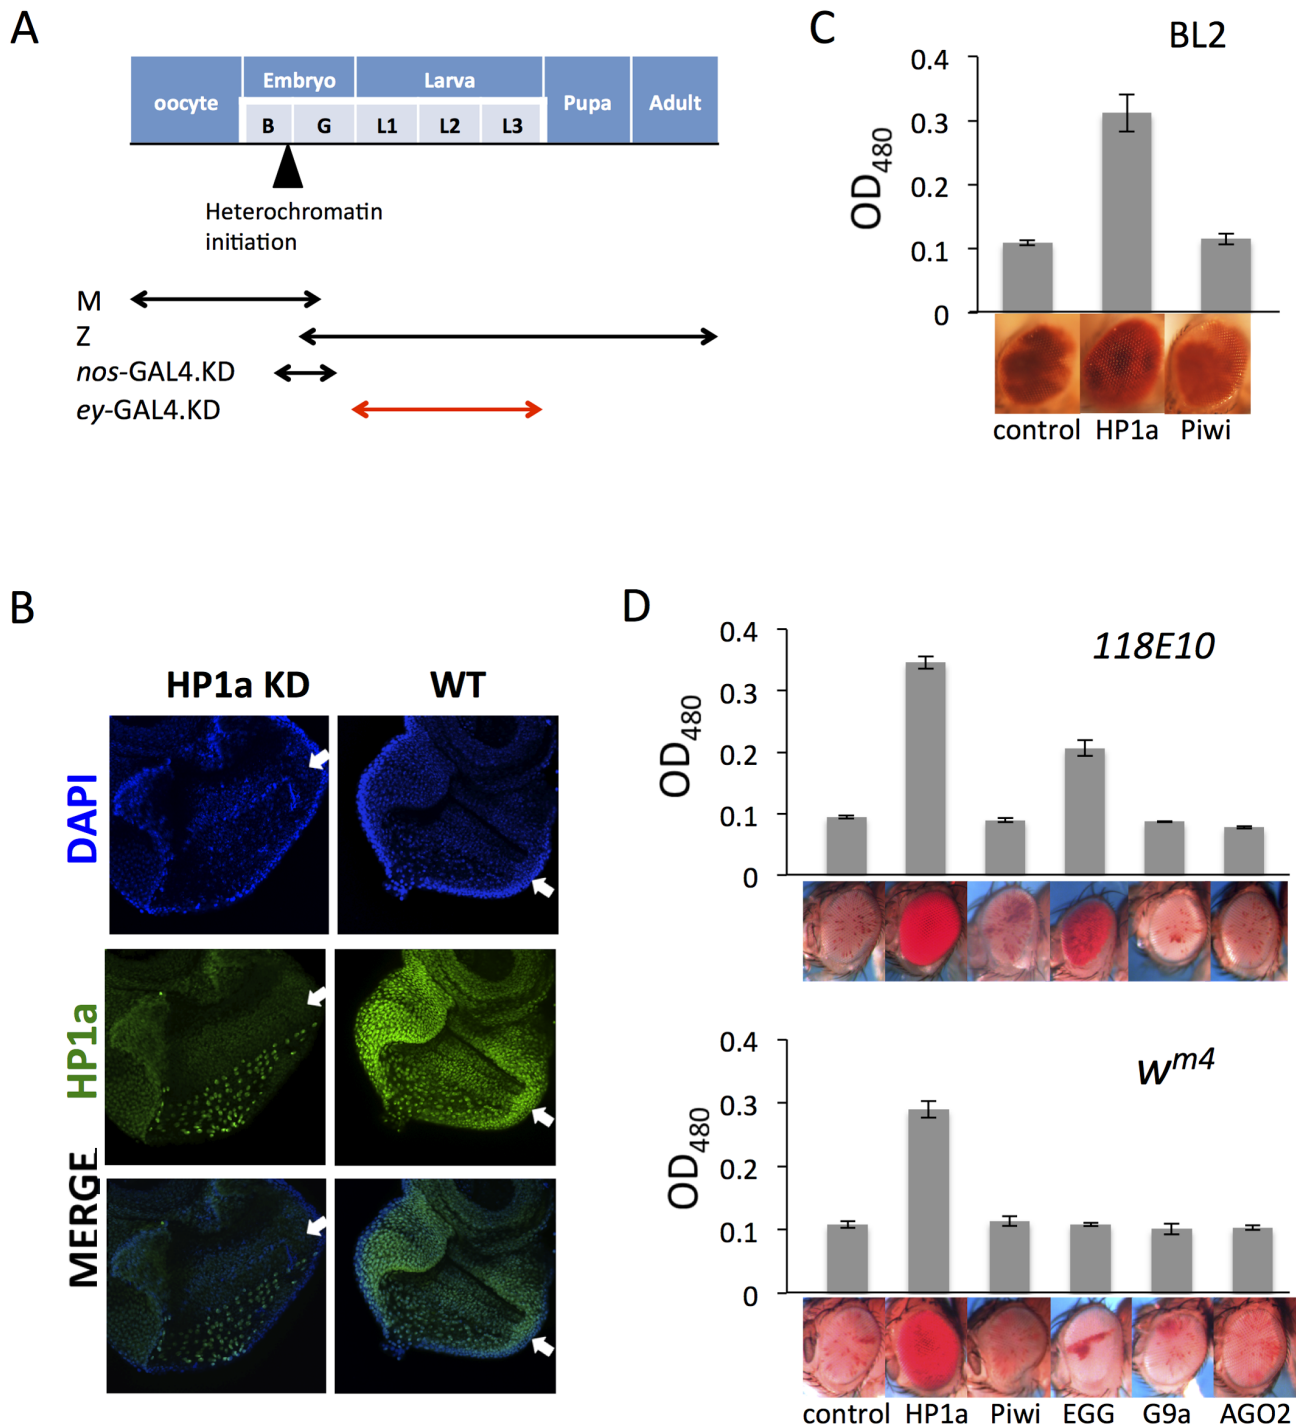 A
oocyte
Embryo
Larva
Pupa
Adult
B
G
L1
L2
L3
Heterochromatin
initiation
M
Z
nos-GAL4.KD
ey-GAL4.KD
C
BL2
OD480
0.4
0.3
0.2
0.1
0
control
HP1a
Piwi
B
HP1a KD
WT
DAPI
HP1a
MERGE
D
118E10
OD480
0.4
0.3
0.2
0.1
0
wm4
OD480
0.4
0.3
0.2
0.1
0
control
HP1a
Piwi
EGG
G9a
AGO2